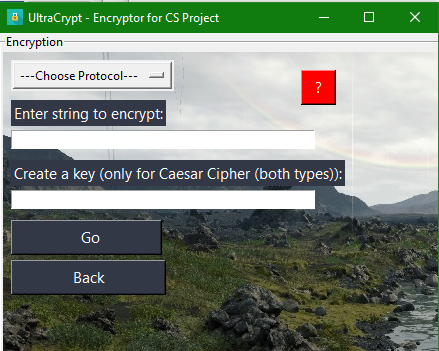 UltraCrypt - Encryptor for CS Project
Encryption
---Choose Protocol---
?
Enter string to encrypt:
Create a key (only for Caesar Cipher (both types)):
Go
Back